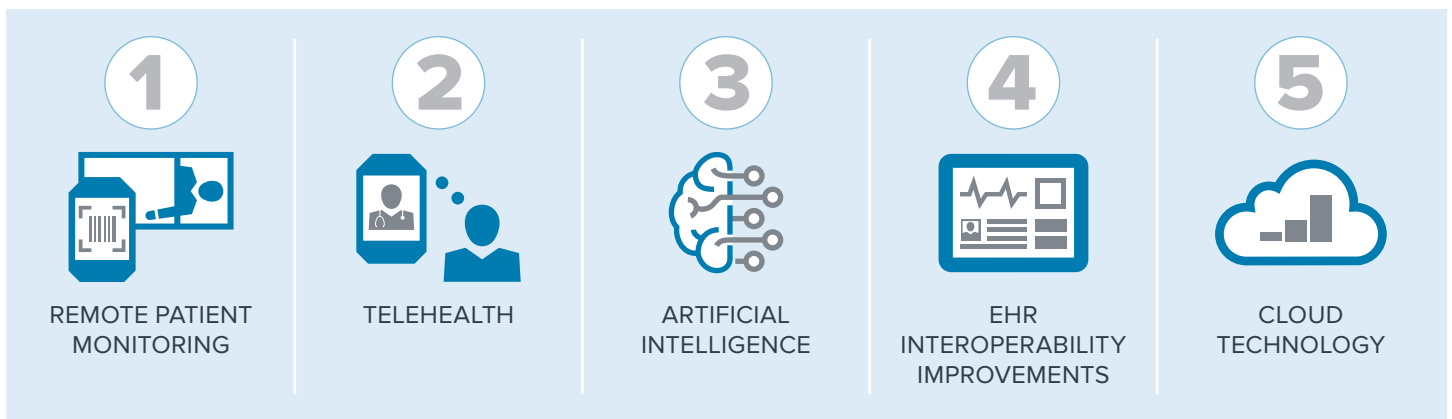 1
REMOTE PATIENT
MONITORING
2
TELEHEALTH
3
ARTIFICIAL
INTELLIGENCE
4
EHR
INTEROPERABILITY
IMPROVEMENTS
5
CLOUD
TECHNOLOGY